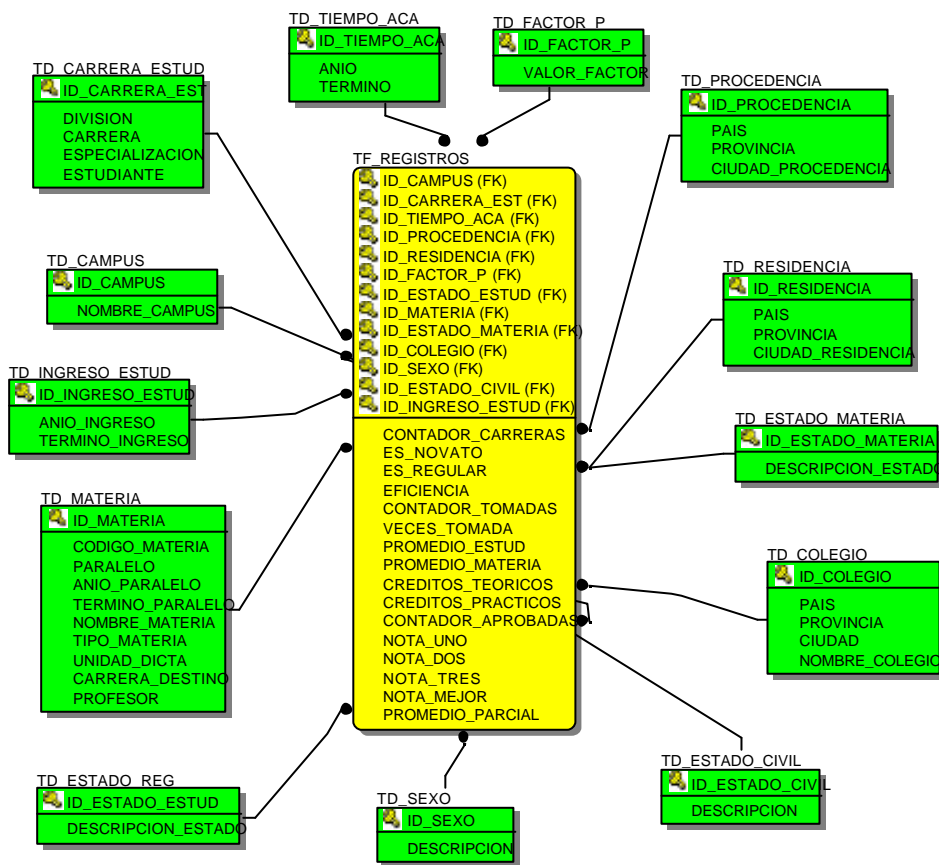 TD_TIEMPO_ACA
ID_TIEMPO_ACA
ANIO
TERMINO
TD_FACTOR_P
ID_FACTOR_P
VALOR_FACTOR
TD_CARRERA_ESTUD
ID_CARRERA_EST
DIVISION
CARRERA
ESPECIALIZACION
ESTUDIANTE
TD_PROCEDENCIA
ID_PROCEDENCIA
PAIS
PROVINCIA
CIUDAD_PROCEDENCIA
TF_REGISTROS
ID_CAMPUS (FK)
ID_CARRERA_EST (FK)
ID_TIEMPO_ACA (FK)
ID_PROCEDENCIA (FK)
ID_RESIDENCIA (FK)
ID_FACTOR_P (FK)
ID_ESTADO_ESTUD (FK)
ID_MATERIA (FK)
ID_ESTADO_MATERIA (FK)
ID_COLEGIO (FK)
ID_SEXO (FK)
ID_ESTADO_CIVIL (FK)
ID_INGRESO_ESTUD (FK)
CONTADOR_CARRERAS
ES_NOVATO
ES_REGULAR
EFICIENCIA
CONTADOR_TOMADAS
VECES_TOMADA
PROMEDIO_ESTUD
PROMEDIO_MATERIA
CREDITOS_TEORICOS
CREDITOS_PRACTICOS
CONTADOR_APROBADAS
NOTA_UNO
NOTA_DOS
NOTA_TRES
NOTA_MEJOR
PROMEDIO_PARCIAL
TD_CAMPUS
ID_CAMPUS
NOMBRE_CAMPUS
TD_RESIDENCIA
ID_RESIDENCIA
PAIS
PROVINCIA
CIUDAD_RESIDENCIA
TD_INGRESO_ESTUD
ID_INGRESO_ESTUD
ANIO_INGRESO
TERMINO_INGRESO
TD_ESTADO_MATERIA
ID_ESTADO_MATERIA
DESCRIPCION_ESTADO
TD_MATERIA
ID_MATERIA
CODIGO_MATERIA
PARALELO
ANIO_PARALELO
TERMINO_PARALELO
NOMBRE_MATERIA
TIPO_MATERIA
UNIDAD_DICTA
CARRERA_DESTINO
PROFESOR
TD_COLEGIO
ID_COLEGIO
PAIS
PROVINCIA
CIUDAD
NOMBRE_COLEGIO
TD_ESTADO_REG
ID_ESTADO_ESTUD
DESCRIPCION_ESTADO
TD_SEXO
ID_SEXO
DESCRIPCION
TD_ESTADO_CIVIL
ID_ESTADO_CIVIL
DESCRIPCION